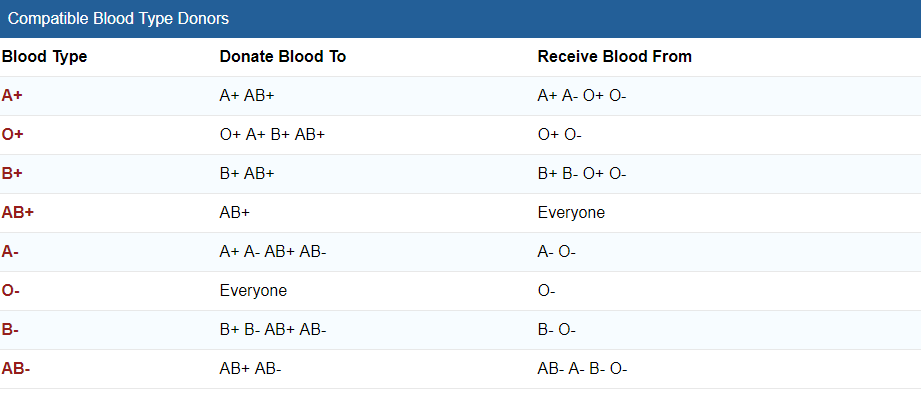 Compatible Blood Type Donors
Blood Type Donate Blood To Receive Blood From
A+ A+ AB+ A+ A- O+ O-
O+ O+ A+ B+ AB+ O+ O-
B+ B+ AB+ B+ B- O+ O-
AB+ AB+ Everyone
A- A+ A- AB+ AB- A- O-
O- Everyone O-
B- B+ B- AB+ AB- B- O-
AB- AB+ AB- AB- A- B- O-